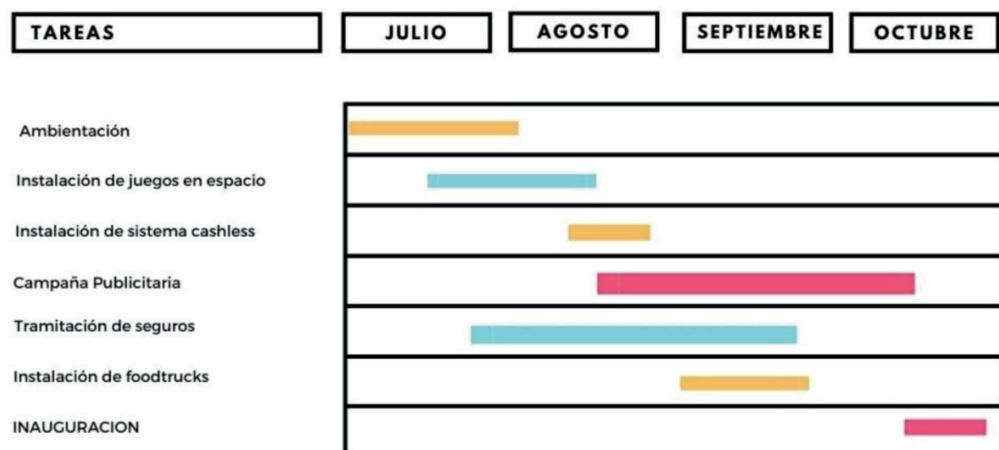 TAREAS JULIO AGOSTO SEPTIEMBRE OCTUBRE
Ambientación
Instalación de juegos en espacio
Instalación de sistema cashless
Campaña Publicitaria
Tramitación de seguros
Instalación de foodtrucks
INAUGURACION